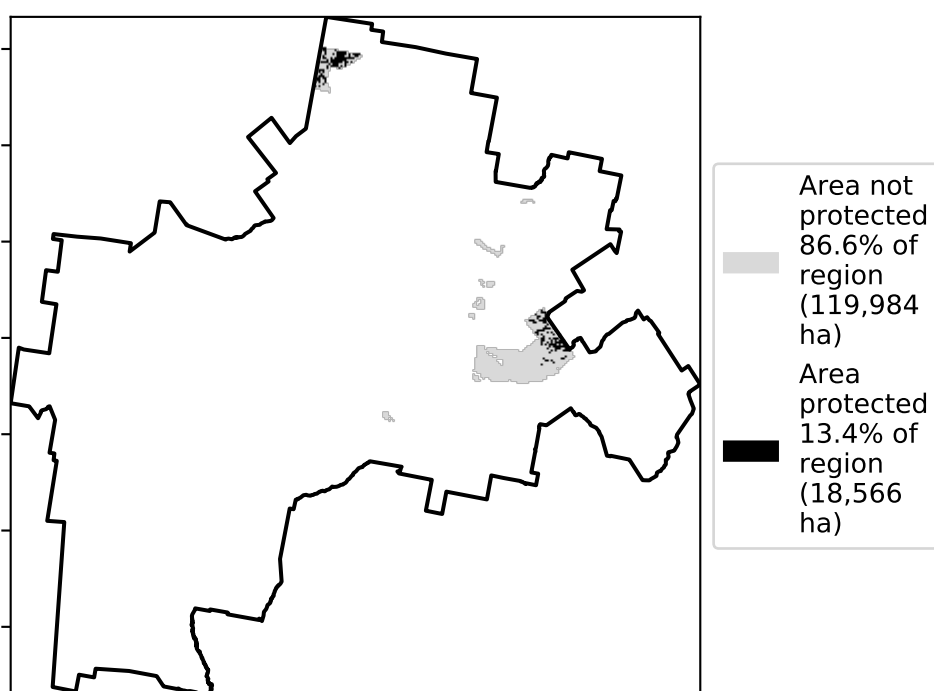 Area not
protected
86.6% of
region
(119,984
ha)
Area
protected
13.4% of
region
(18,566
ha)